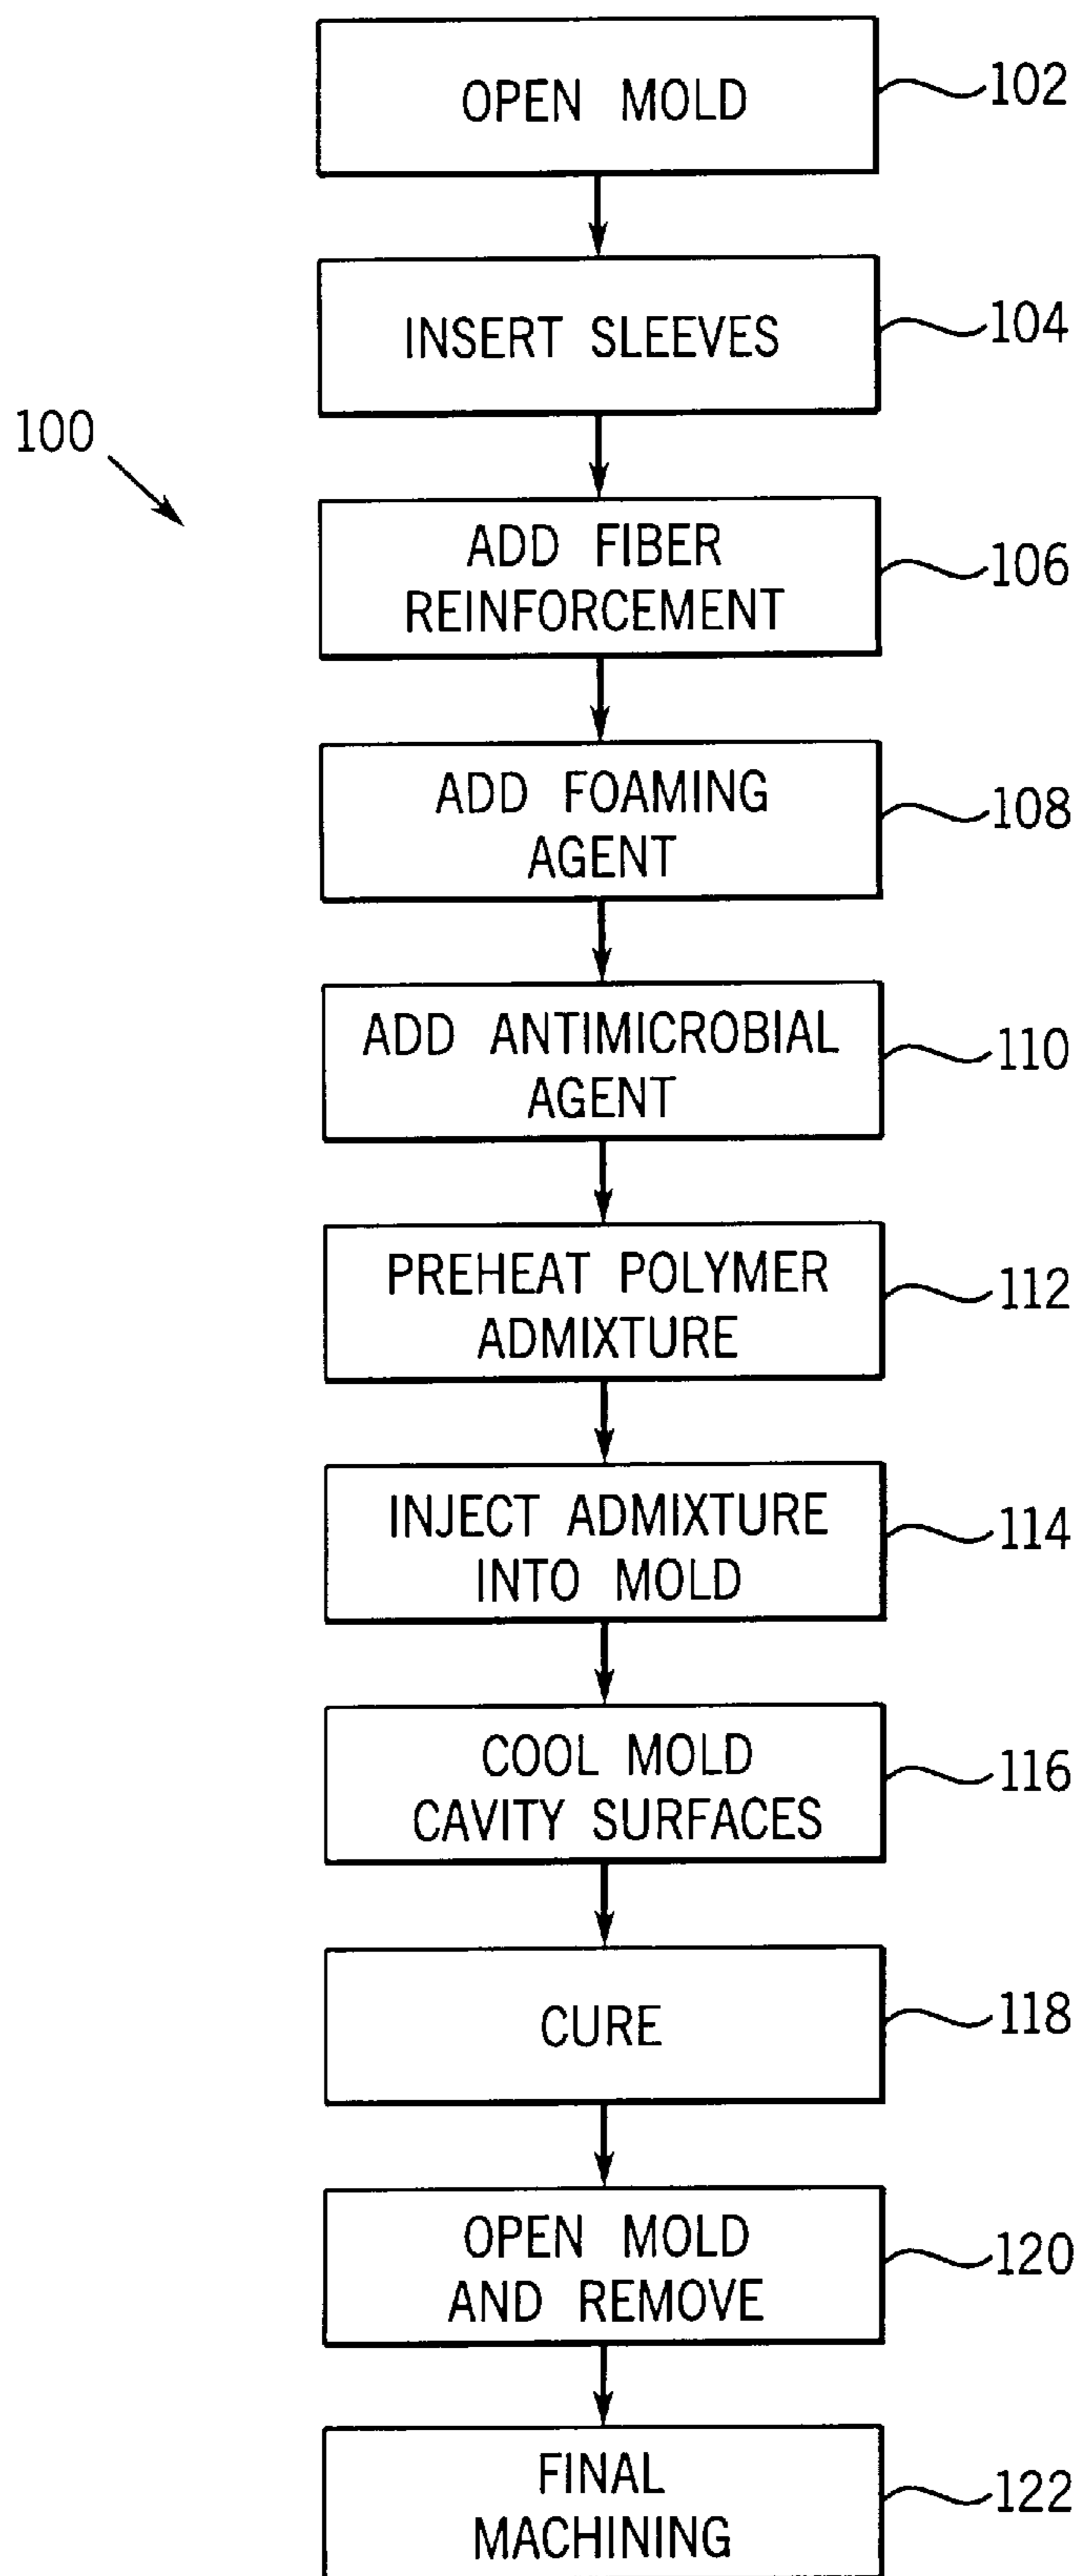 OPEN MOLD
102
INSERT SLEEVES
104
100
ADD FIBER
REINFORCEMENT
106
ADD FOAMING
AGENT
108
ADD ANTIMICROBIAL
AGENT
110
PREHEAT POLYMER
ADMIXTURE
112
INJECT ADMIXTURE
INTO MOLD
114
COOL MOLD
CAVITY SURFACES
116
CURE
118
OPEN MOLD
AND REMOVE
120
FINAL
MACHINING
122